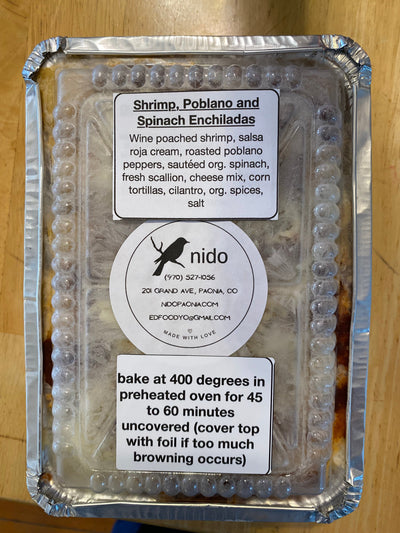 Shrimp, Poblano and
Spinach Enchiladas
Wine poached shrimp, salsa
roja cream, roasted poblano
peppers, sautéed org. spinach,
fresh scallion, cheese mix, corn
tortillas, cilantro, org. spices,
salt
nido
(970) 527-1056
201 GRAND AVE, PAONIA, CO
NIDOPAONIA.COM
EDFOODYO@GMAIL.COM
MADE WITH LOVE
bake at 400 degrees in
preheated oven for 45
to 60 minutes
uncovered (cover top
with foil if too much
browning occurs)